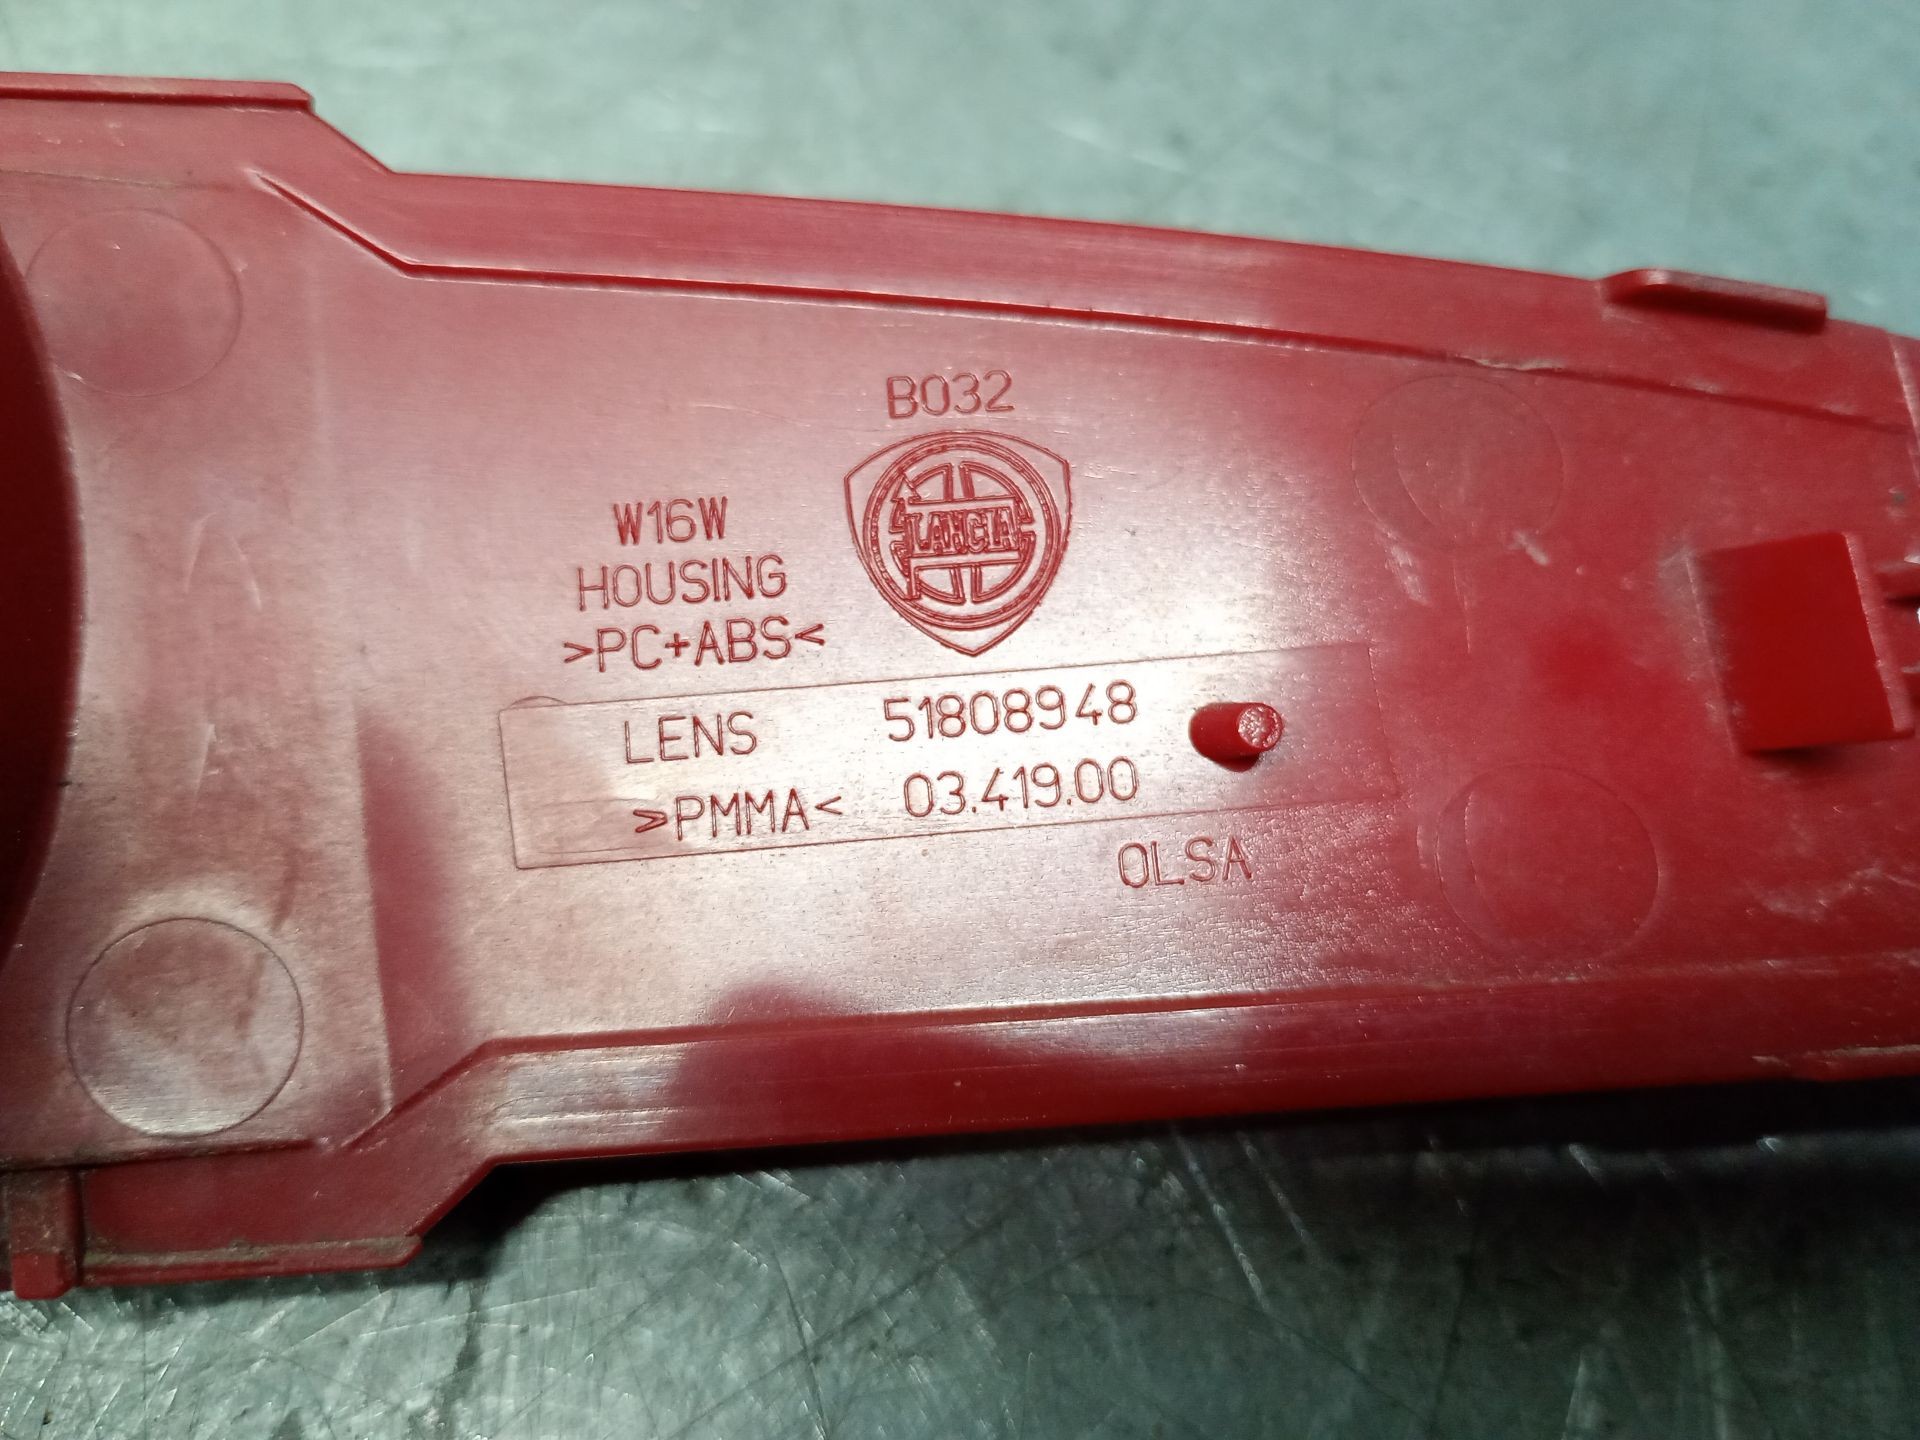 B032
LANCIA
W16W
HOUSING
>PC+ABS<
LENS 51808948
>PMMA< 03.419.00
OLSA